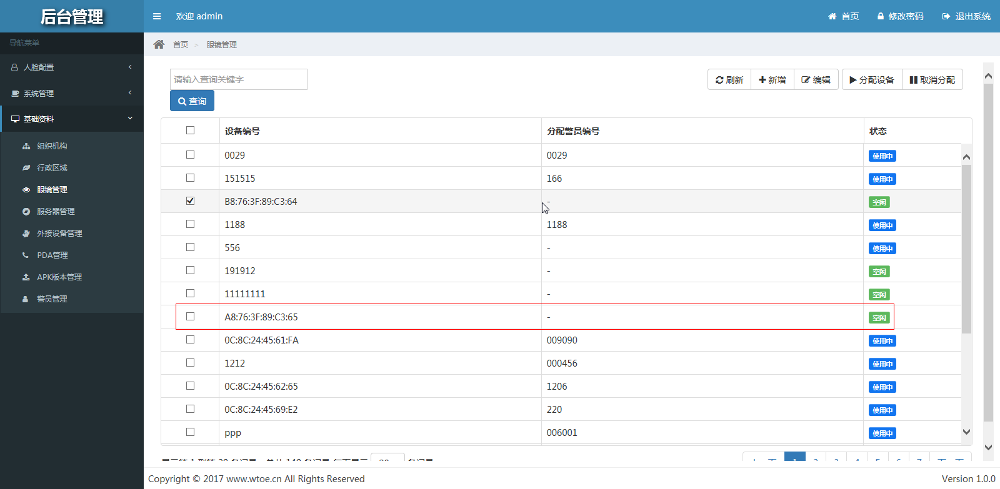 后台管理
欢迎 admin
首页 修改密码 退出系统
导航菜单
人脸配置
系统管理
基础资料
组织机构
行政区域
眼镜管理
服务器管理
外接设备管理
PDA管理
APK版本管理
警员管理
首页 > 眼镜管理
请输入查询关键字
查询
刷新 新增 编辑 分配设备 取消分配
设备编号 分配警员编号 状态
0029 0029 使用中
151515 166 使用中
B8:76:3F:89:C3:64 - 空闲
1188 1188 使用中
556 - 使用中
191912 - 空闲
11111111 - 空闲
A8:76:3F:89:C3:65 - 空闲
0C:8C:24:45:61:FA 009090 使用中
1212 000456 使用中
0C:8C:24:45:62:65 1206 使用中
0C:8C:24:45:69:E2 220 使用中
ppp 006001 使用中
Copyright © 2017 www.wtoe.cn All Rights Reserved
Version 1.0.0